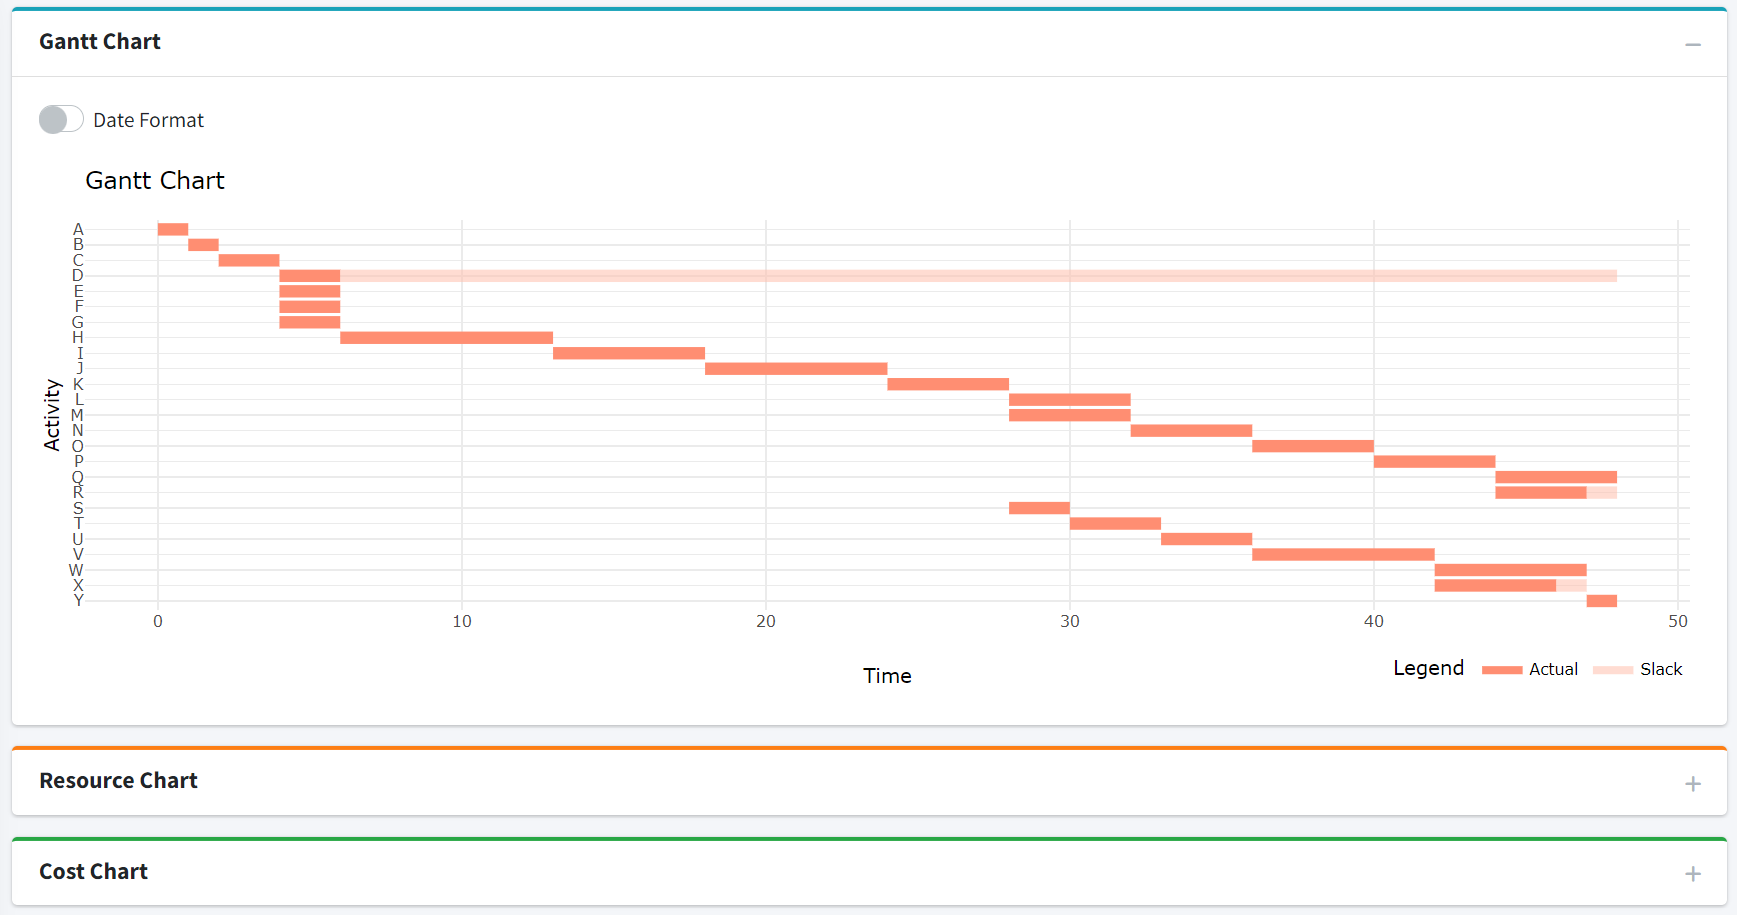 Gantt Chart
Date Format
Gantt Chart
Activity
A
B
C
D
E
F
G
H
I
J
K
L
M
N
O
P
Q
R
S
T
U
V
W
X
Y
0 10 20 30 40 50
Time
Legend Actual Slack
Resource Chart
Cost Chart